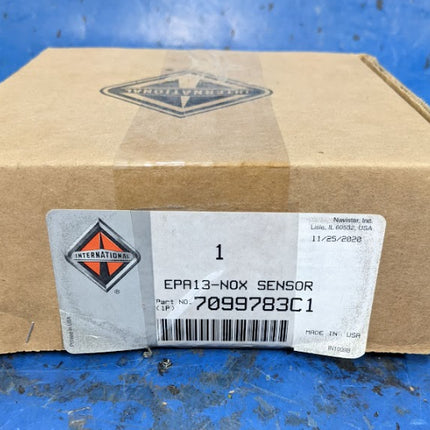 INTERNATIONAL
Navistar, Inc.
Lisle, IL 60532, USA
11/25/2020
1
INTERNATIONAL
®
EPA13-NOX SENSOR
Part NO.
(1P)
7099783C1
MADE IN USA